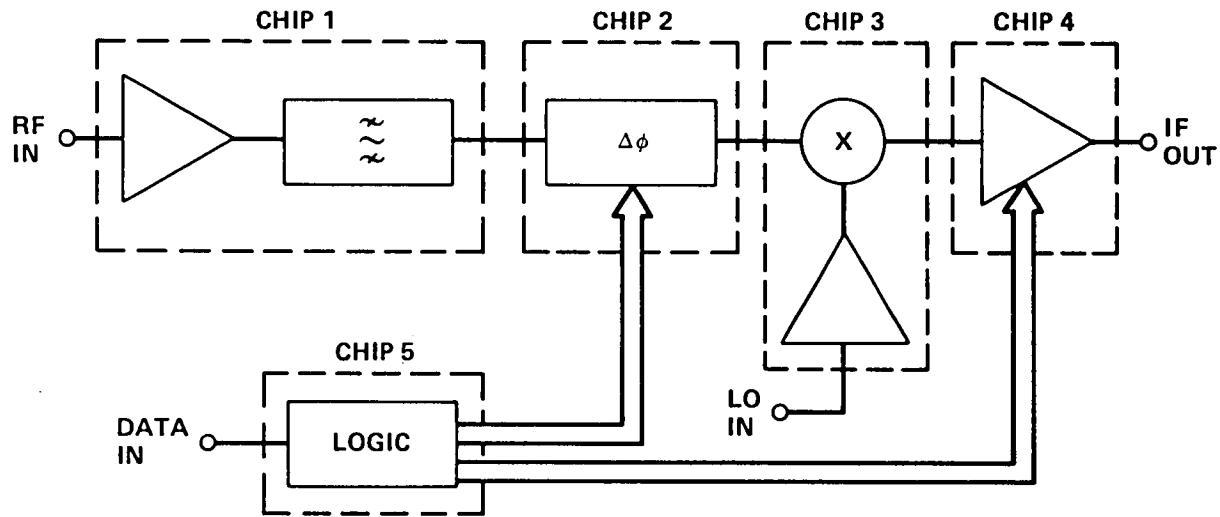 CHIP 1
CHIP 2
CHIP 3
CHIP 4
RF
IN
Δϕ
X
IF
OUT
CHIP 5
LO
IN
DATA
IN
LOGIC